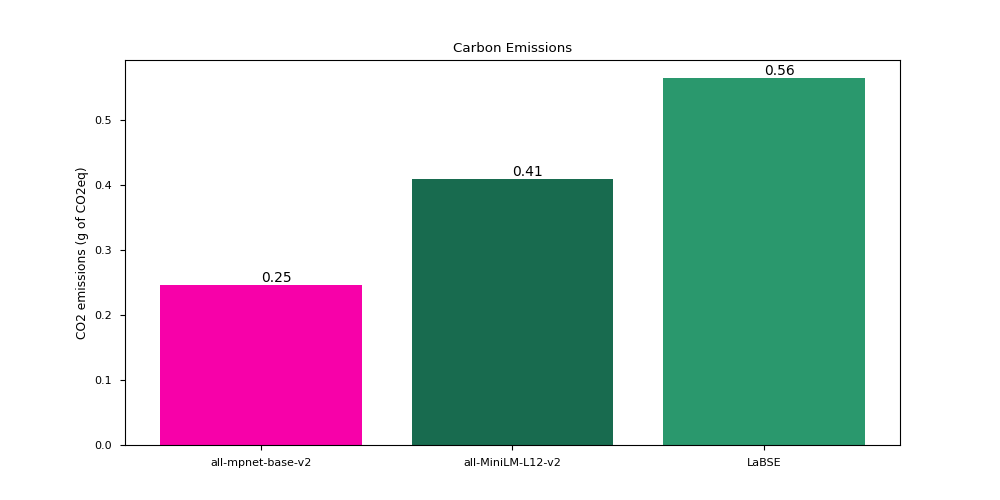 Carbon Emissions
0.56
0.5
0.41
0.4
0.3
0.25
0.2
0.1
0.0
CO2 emissions (g of CO2eq)
all-mpnet-base-v2
all-MiniLM-L12-v2
LaBSE